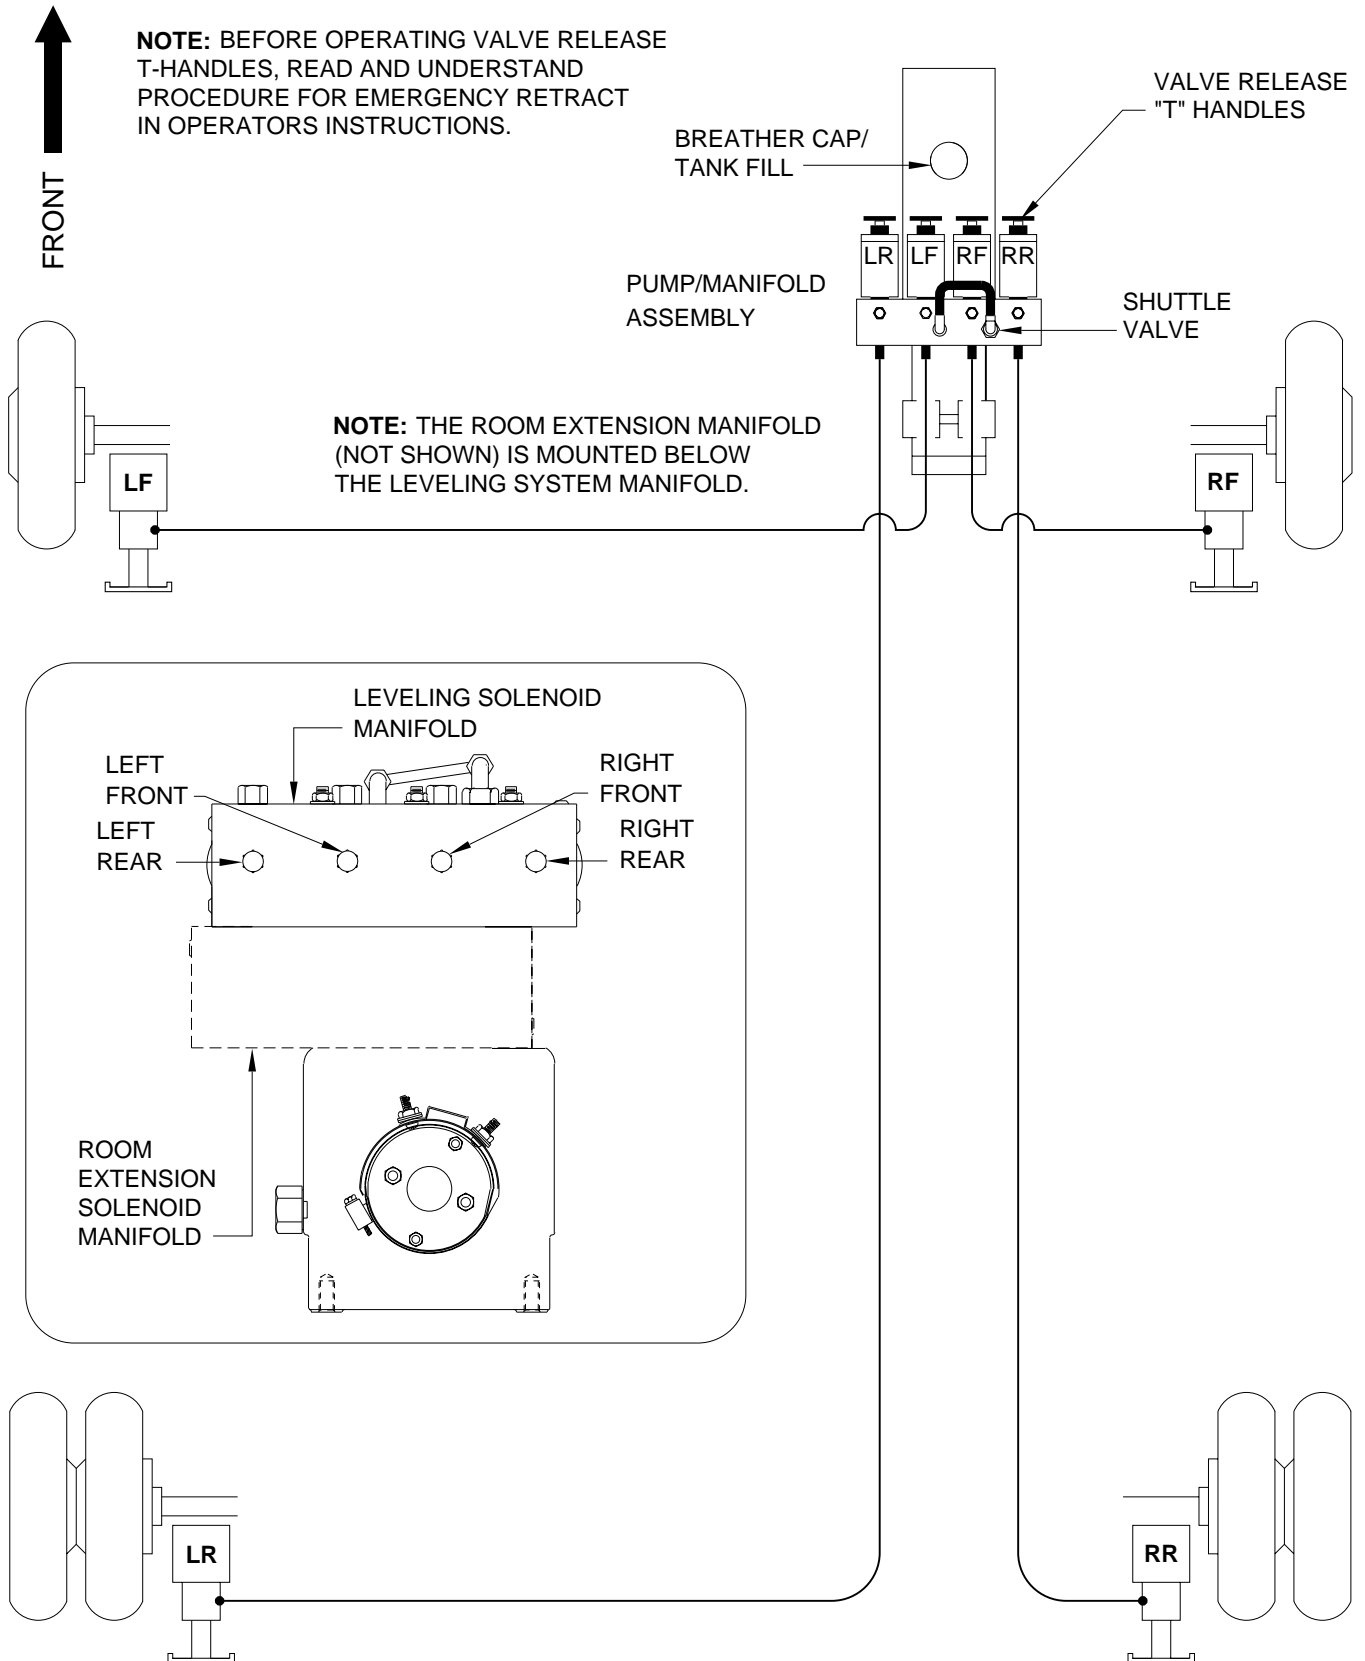 NOTE: BEFORE OPERATING VALVE RELEASE
T-HANDLES, READ AND UNDERSTAND
PROCEDURE FOR EMERGENCY RETRACT
IN OPERATORS INSTRUCTIONS.
FRONT
VALVE RELEASE
"T" HANDLES
BREATHER CAP/
TANK FILL
LR LF RF RR
PUMP/MANIFOLD
ASSEMBLY
SHUTTLE
VALVE
NOTE: THE ROOM EXTENSION MANIFOLD
(NOT SHOWN) IS MOUNTED BELOW
THE LEVELING SYSTEM MANIFOLD.
LF
RF
LEVELING SOLENOID
MANIFOLD
LEFT
FRONT
RIGHT
FRONT
LEFT
REAR
RIGHT
REAR
ROOM
EXTENSION
SOLENOID
MANIFOLD
LR
RR